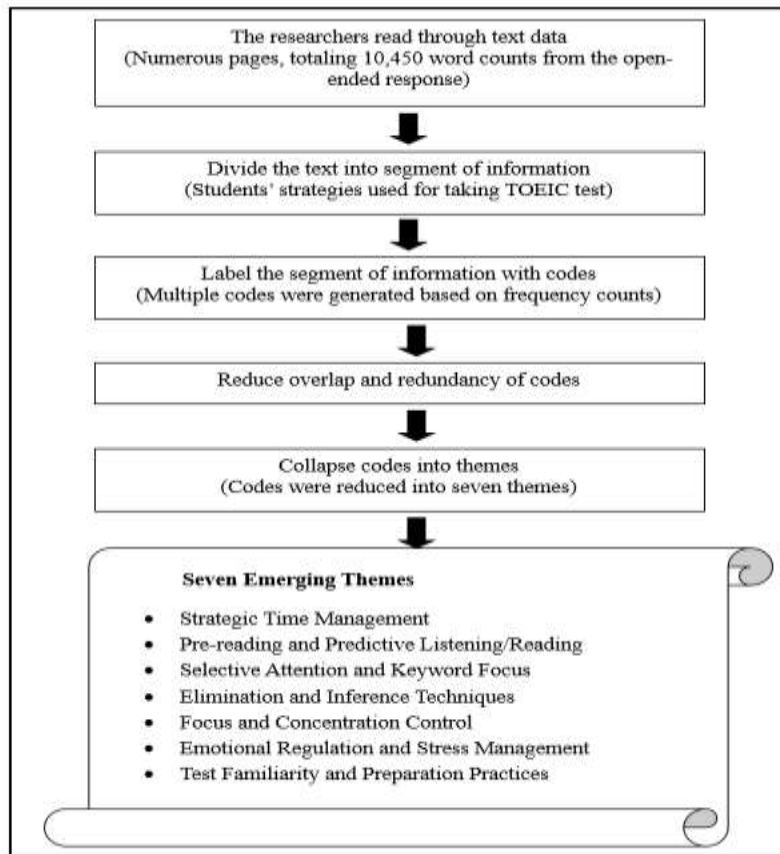 The researchers read through text data
(Numerous pages, totaling 10,450 word counts from the open-
ended response)
Divide the text into segment of information
(Students' strategies used for taking TOEIC test)
Label the segment of information with codes
(Multiple codes were generated based on frequency counts)
Reduce overlap and redundancy of codes
Collapse codes into themes
(Codes were reduced into seven themes)
Seven Emerging Themes
• Strategic Time Management
• Pre-reading and Predictive Listening/Reading
• Selective Attention and Keyword Focus
• Elimination and Inference Techniques
• Focus and Concentration Control
• Emotional Regulation and Stress Management
• Test Familiarity and Preparation Practices